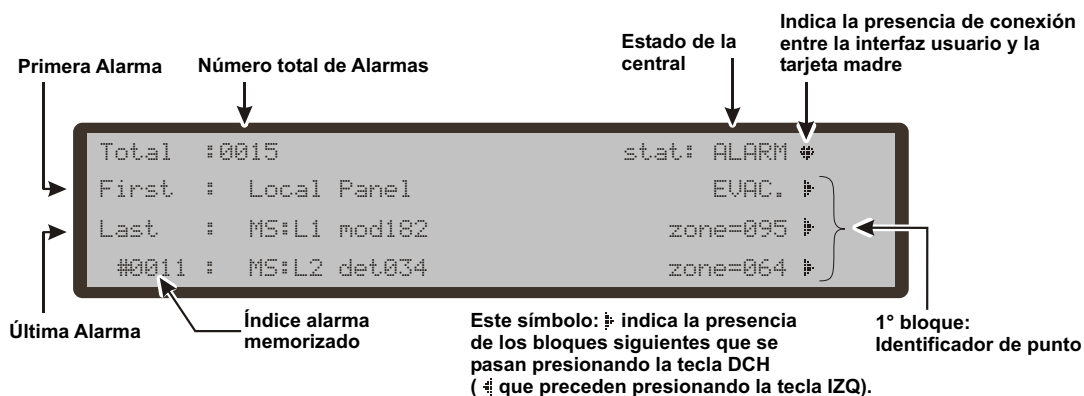 Indica la presencia de conexión
entre la interfaz usuario y la
tarjeta madre
Estado de la
central
Primera Alarma
Número total de Alarmas
Total :0015 stat: ALARM
First : Local Panel EVAC.
Last : MS:L1 mod182 zone=095
#0011 : MS:L2 det034 zone=064
Última Alarma
Índice alarma
memorizado
Este símbolo: indica la presencia
de los bloques siguientes que se
pasan presionando la tecla DCH
( que preceden presionando la tecla IZQ).
1° bloque:
Identificador de punto